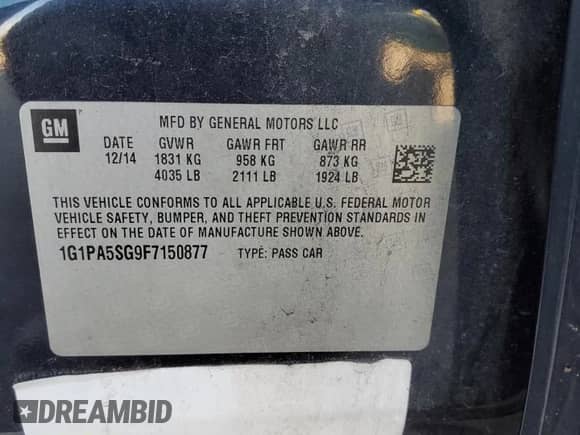 GM
MFD BY GENERAL MOTORS LLC
DATE GVWR GAWR FRT GAWR RR
12/14 1831 KG 958 KG 873 KG
4035 LB 2111 LB 1924 LB
THIS VEHICLE CONFORMS TO ALL APPLICABLE U.S. FEDERAL MOTOR
VEHICLE SAFETY, BUMPER, AND THEFT PREVENTION STANDARDS IN
EFFECT ON THE DATE OF MANUFACTURE SHOWN ABOVE.
1G1PA5SG9F7150877 TYPE: PASS CAR
DREAMBID